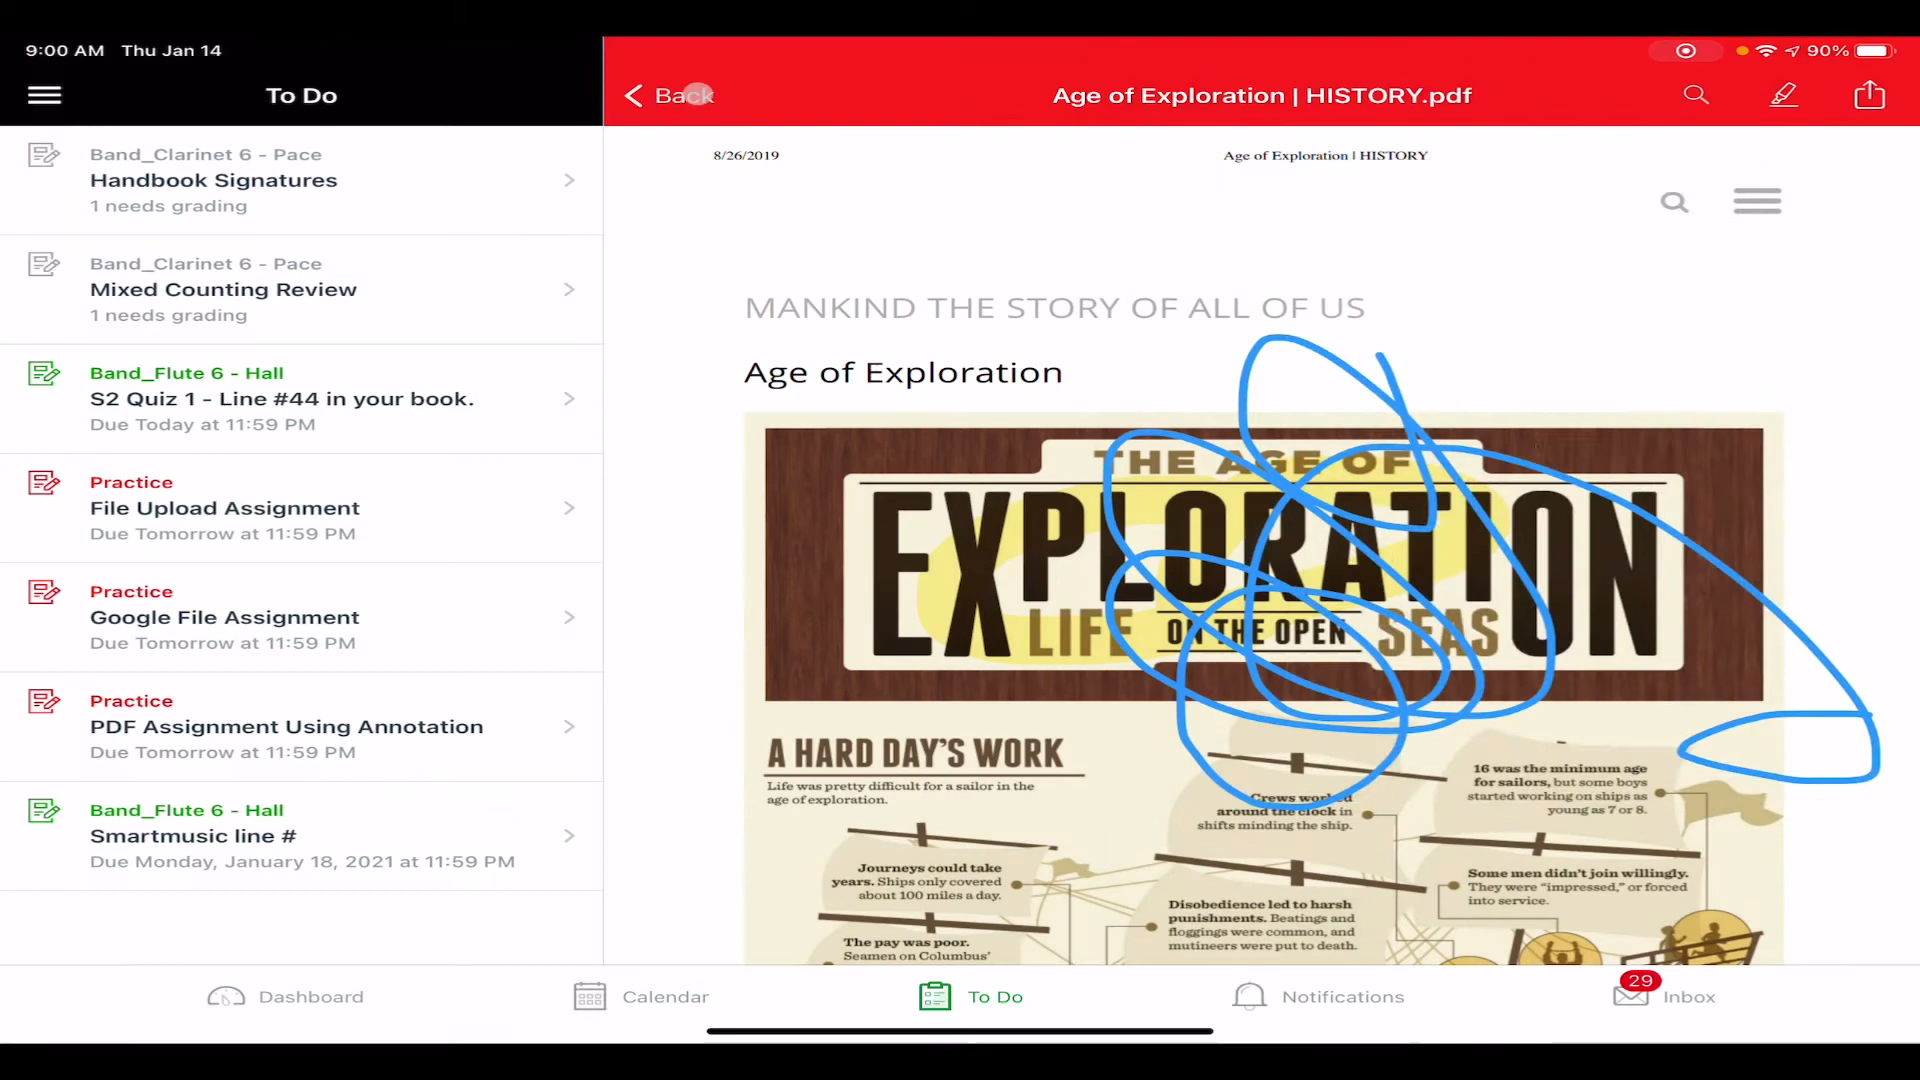 9:00 AM Thu Jan 14
90%
To Do
Back
Age of Exploration | HISTORY.pdf
Band_Clarinet 6 - Pace
Handbook Signatures
1 needs grading
Band_Clarinet 6 - Pace
Mixed Counting Review
1 needs grading
Band_Flute 6 - Hall
S2 Quiz 1 - Line #44 in your book.
Due Today at 11:59 PM
Practice
File Upload Assignment
Due Tomorrow at 11:59 PM
Practice
Google File Assignment
Due Tomorrow at 11:59 PM
Practice
PDF Assignment Using Annotation
Due Tomorrow at 11:59 PM
Band_Flute 6 - Hall
Smartmusic line #
Due Monday, January 18, 2021 at 11:59 PM
8/26/2019
Age of Exploration | HISTORY
MANKIND THE STORY OF ALL OF US
Age of Exploration
THE AGE OF
EXPLORATION
LIFE ON THE OPEN SEAS
A HARD DAY'S WORK
Life was pretty difficult for a sailor in the
age of exploration.
Crews worked
around the clock in
shifts minding the ship.
16 was the minimum age
for sailors, but some boys
started working on ships as
young as 7 or 8.
Journeys could take
years. Ships only covered
about 100 miles a day.
Some men didn't join willingly.
They were "impressed," or forced
into service.
Disobedience led to harsh
punishments. Beatings and
floggings were common, and
mutineers were put to death.
The pay was poor.
Seamen on Columbus'
Dashboard
Calendar
To Do
Notifications
29
Inbox